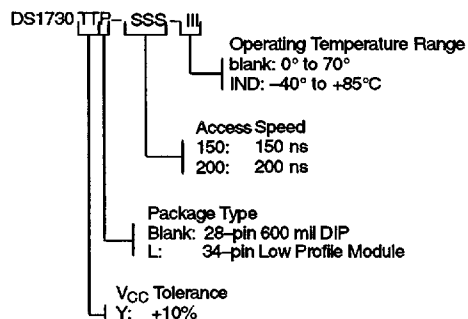 DS1730 TTP– SSS – III
Operating Temperature Range
blank: 0° to 70°
IND: –40° to +85°C
Access Speed
150: 150 ns
200: 200 ns
Package Type
Blank: 28–pin 600 mil DIP
L: 34–pin Low Profile Module
VCC Tolerance
Y: +10%